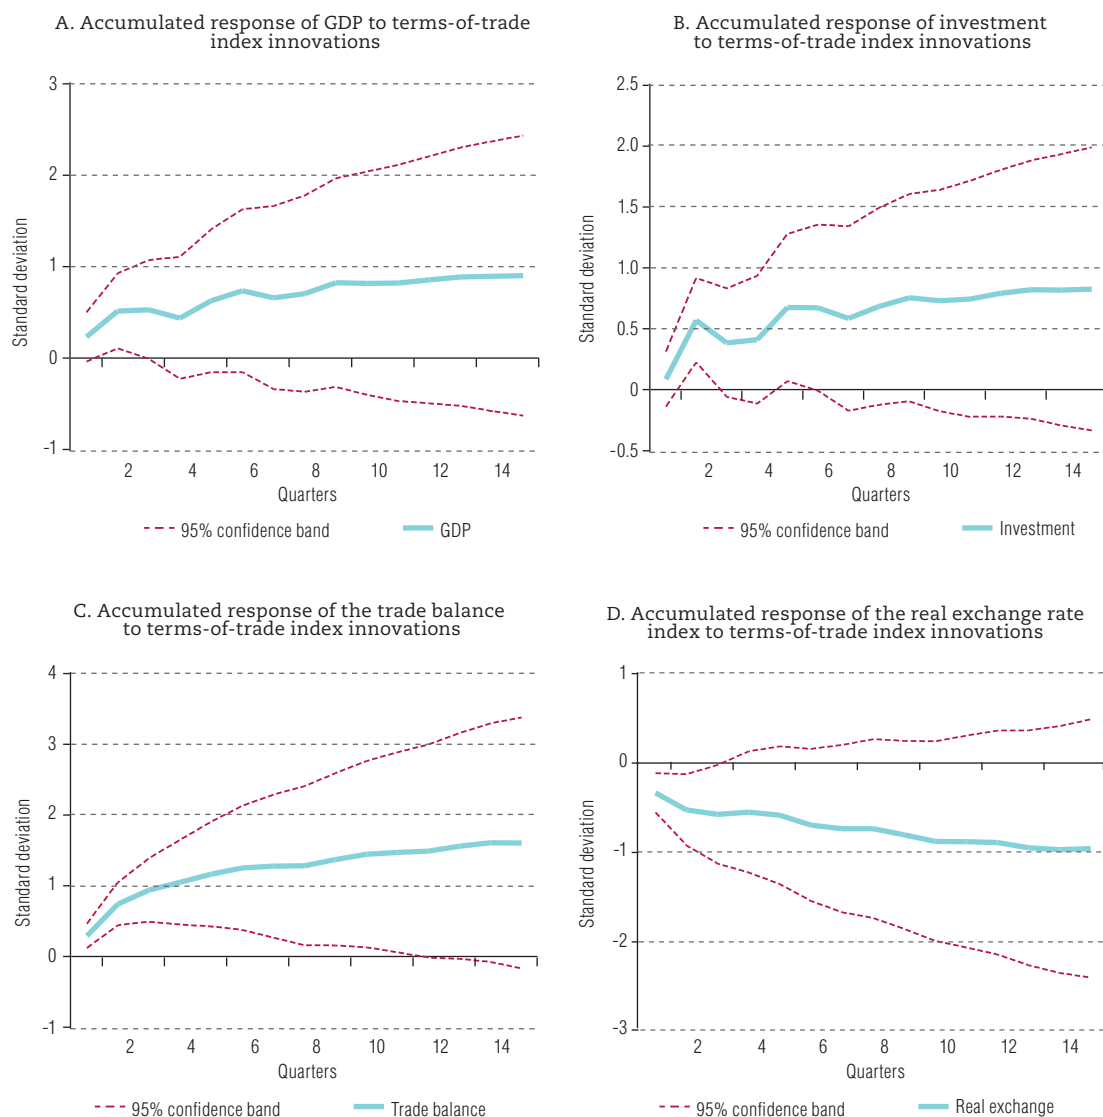 A. Accumulated response of GDP to terms-of-trade
index innovations
3
2
1
0
-1
Standard deviation
2 4 6 8 10 12 14
Quarters
95% confidence band GDP
B. Accumulated response of investment
to terms-of-trade index innovations
2.5
2.0
1.5
1.0
0.5
0
-0.5
Standard deviation
2 4 6 8 10 12 14
Quarters
95% confidence band Investment
C. Accumulated response of the trade balance
to terms-of-trade index innovations
4
3
2
1
0
-1
Standard deviation
2 4 6 8 10 12 14
Quarters
95% confidence band Trade balance
D. Accumulated response of the real exchange rate
index to terms-of-trade index innovations
1
0
-1
-2
-3
Standard deviation
2 4 6 8 10 12 14
Quarters
95% confidence band Real exchange